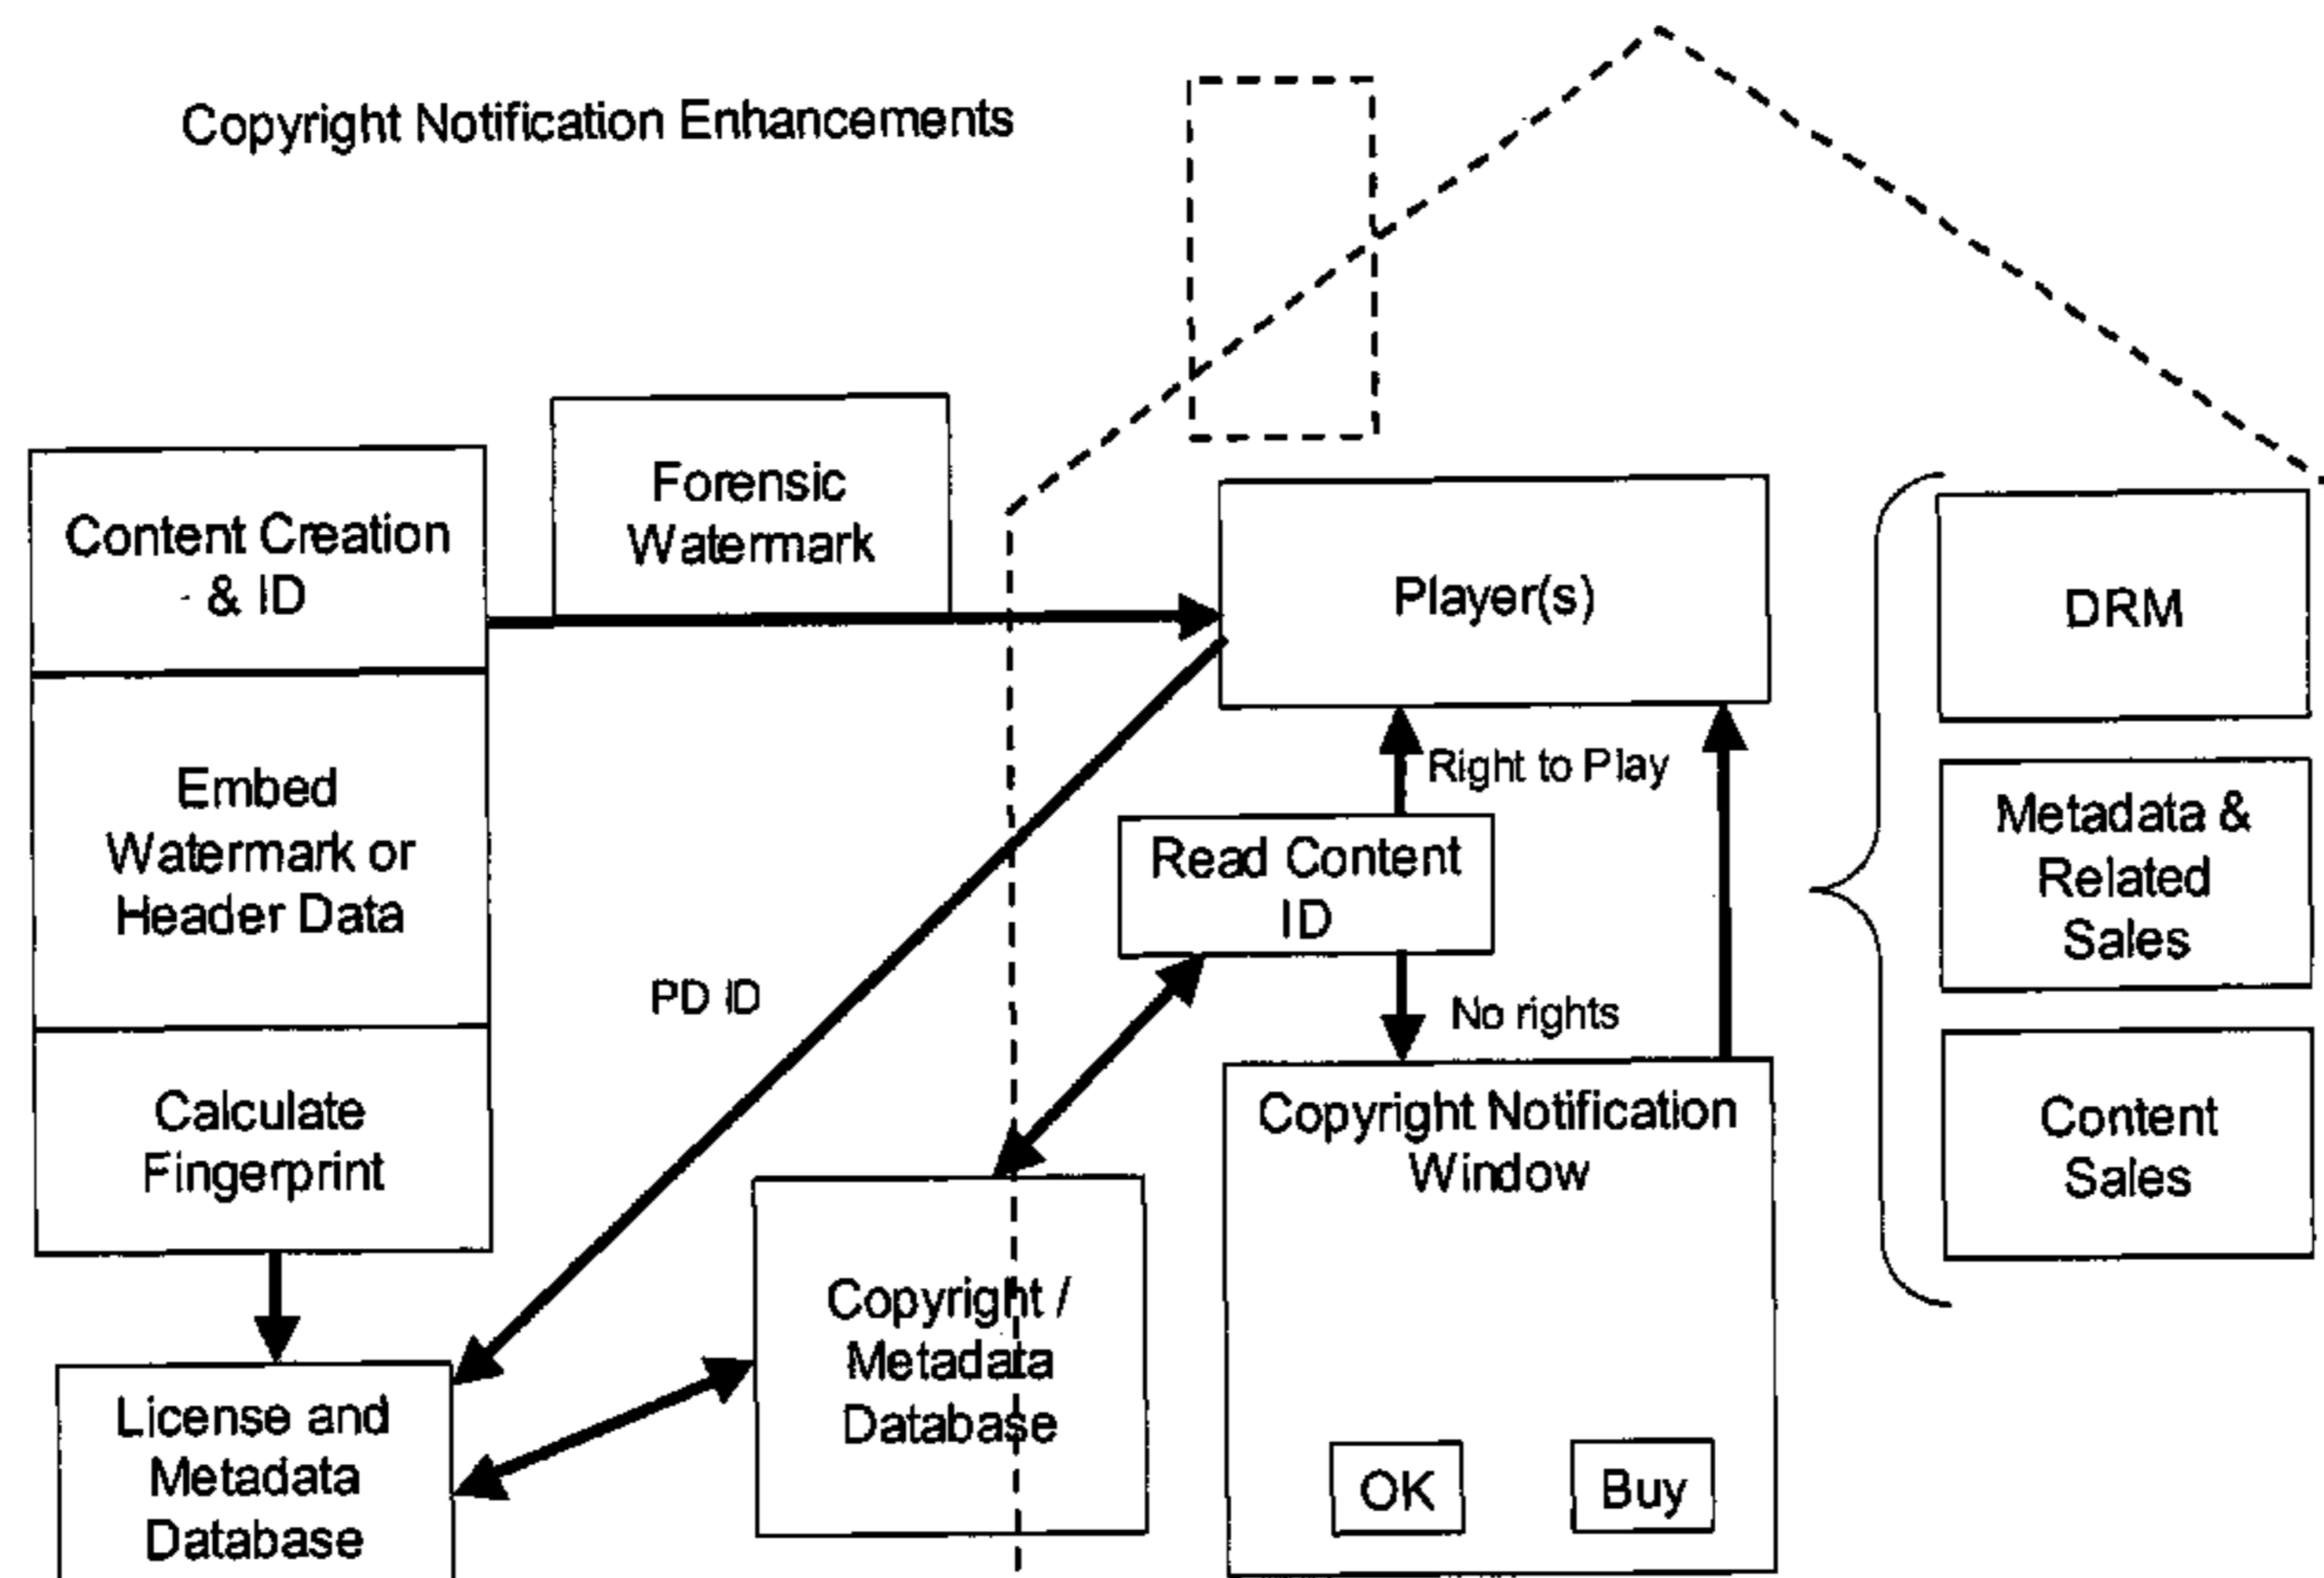 Copyright Notification Enhancements
Content Creation
& ID
Embed
Watermark or
Header Data
Calculate
Fingerprint
License and
Metadata
Database
Forensic
Watermark
PD ID
Copyright /
Metadata
Database
Player(s)
Right to Play
Read Content
ID
No rights
Copyright Notification
Window
OK
Buy
DRM
Metadata &
Related
Sales
Content
Sales